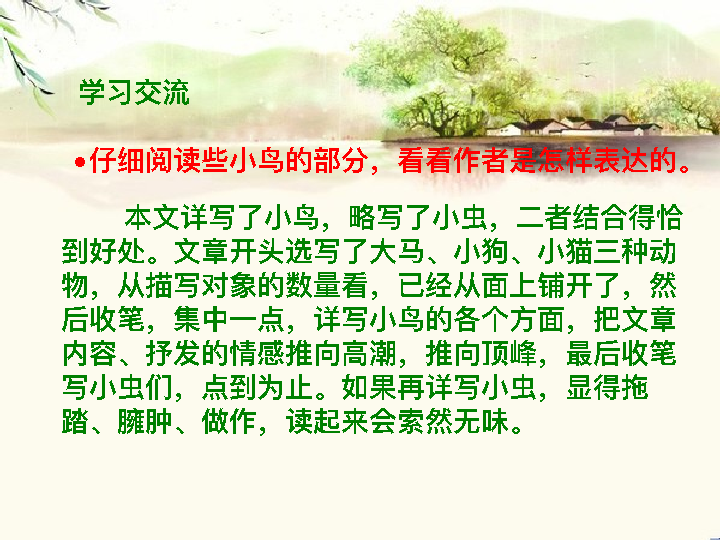 学习交流
•仔细阅读些小鸟的部分，看看作者是怎样表达的。
本文详写了小鸟，略写了小虫，二者结合得恰
到好处。文章开头选写了大马、小狗、小猫三种动
物，从描写对象的数量看，已经从面上铺开了，然
后收笔，集中一点，详写小鸟的各个方面，把文章
内容、抒发的情感推向高潮，推向顶峰，最后收笔
写小虫们，点到为止。如果再详写小虫，显得拖
踏、臃肿、做作，读起来会索然无味。